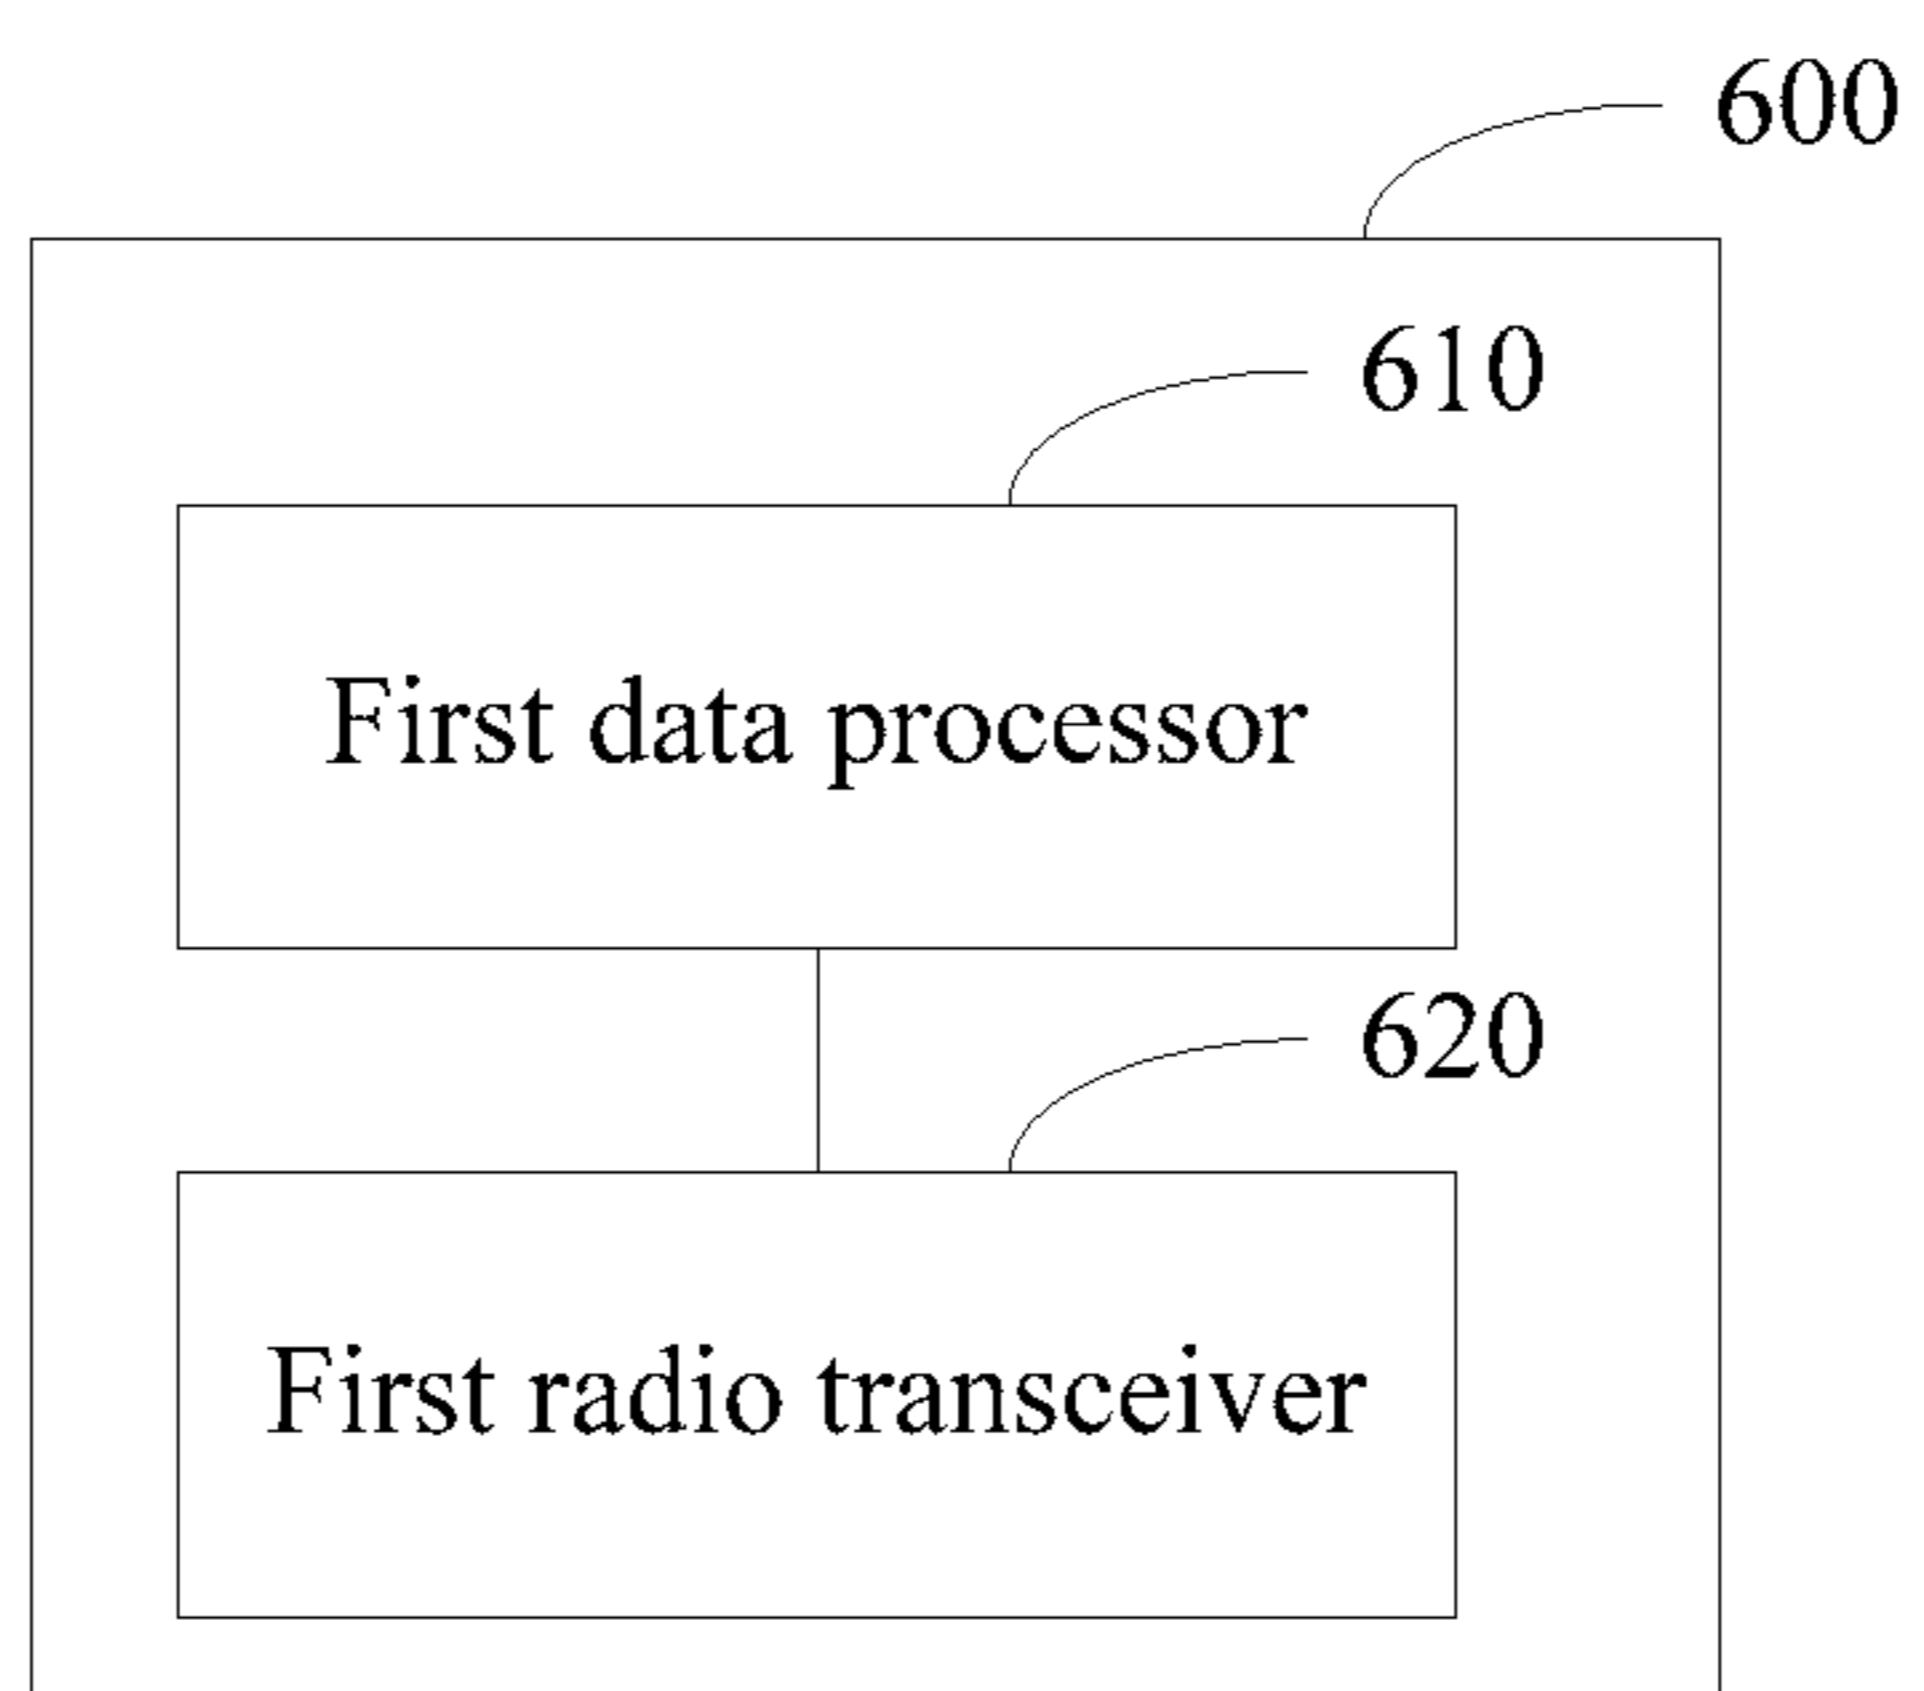 600
610
First data processor
620
First radio transceiver